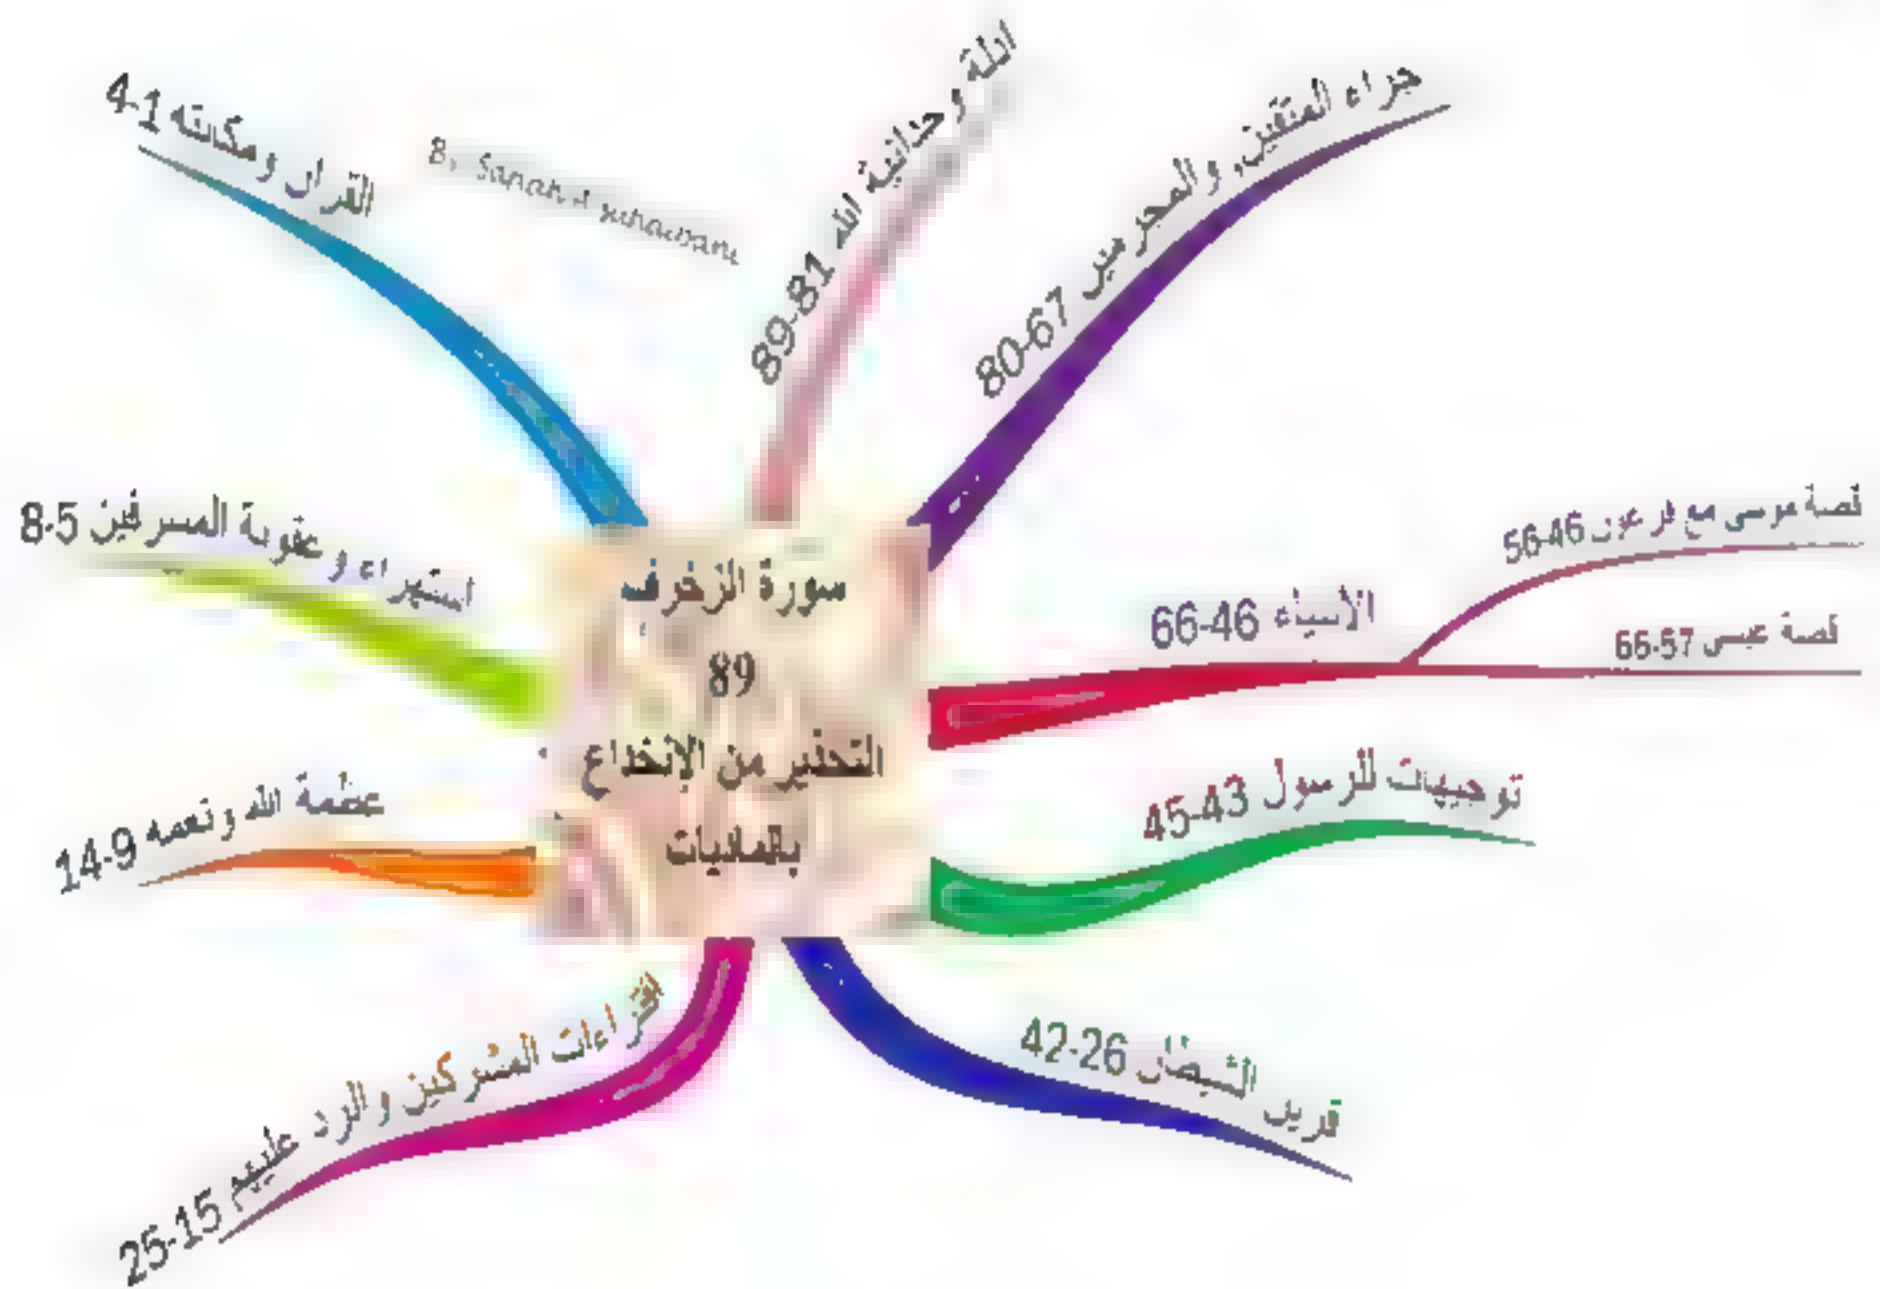 سورة الزخرف
89
التحذير من الإنخداع
بالماديات
القران ومكانته 1-4
استهزاء وعقوبة المسرفين 5-8
عظمة الله ونعمه 9-14
افتراءات المشركين والرد عليهم 15-25
قرين الشيطان 26-42
توجيهات للرسول 43-45
الأنبياء 46-66
قصة موسى مع فرعون 46-56
قصة عيسى 57-66
جزاء المتقين, والمجرمين 67-80
ادلة وحدانية الله 81-89